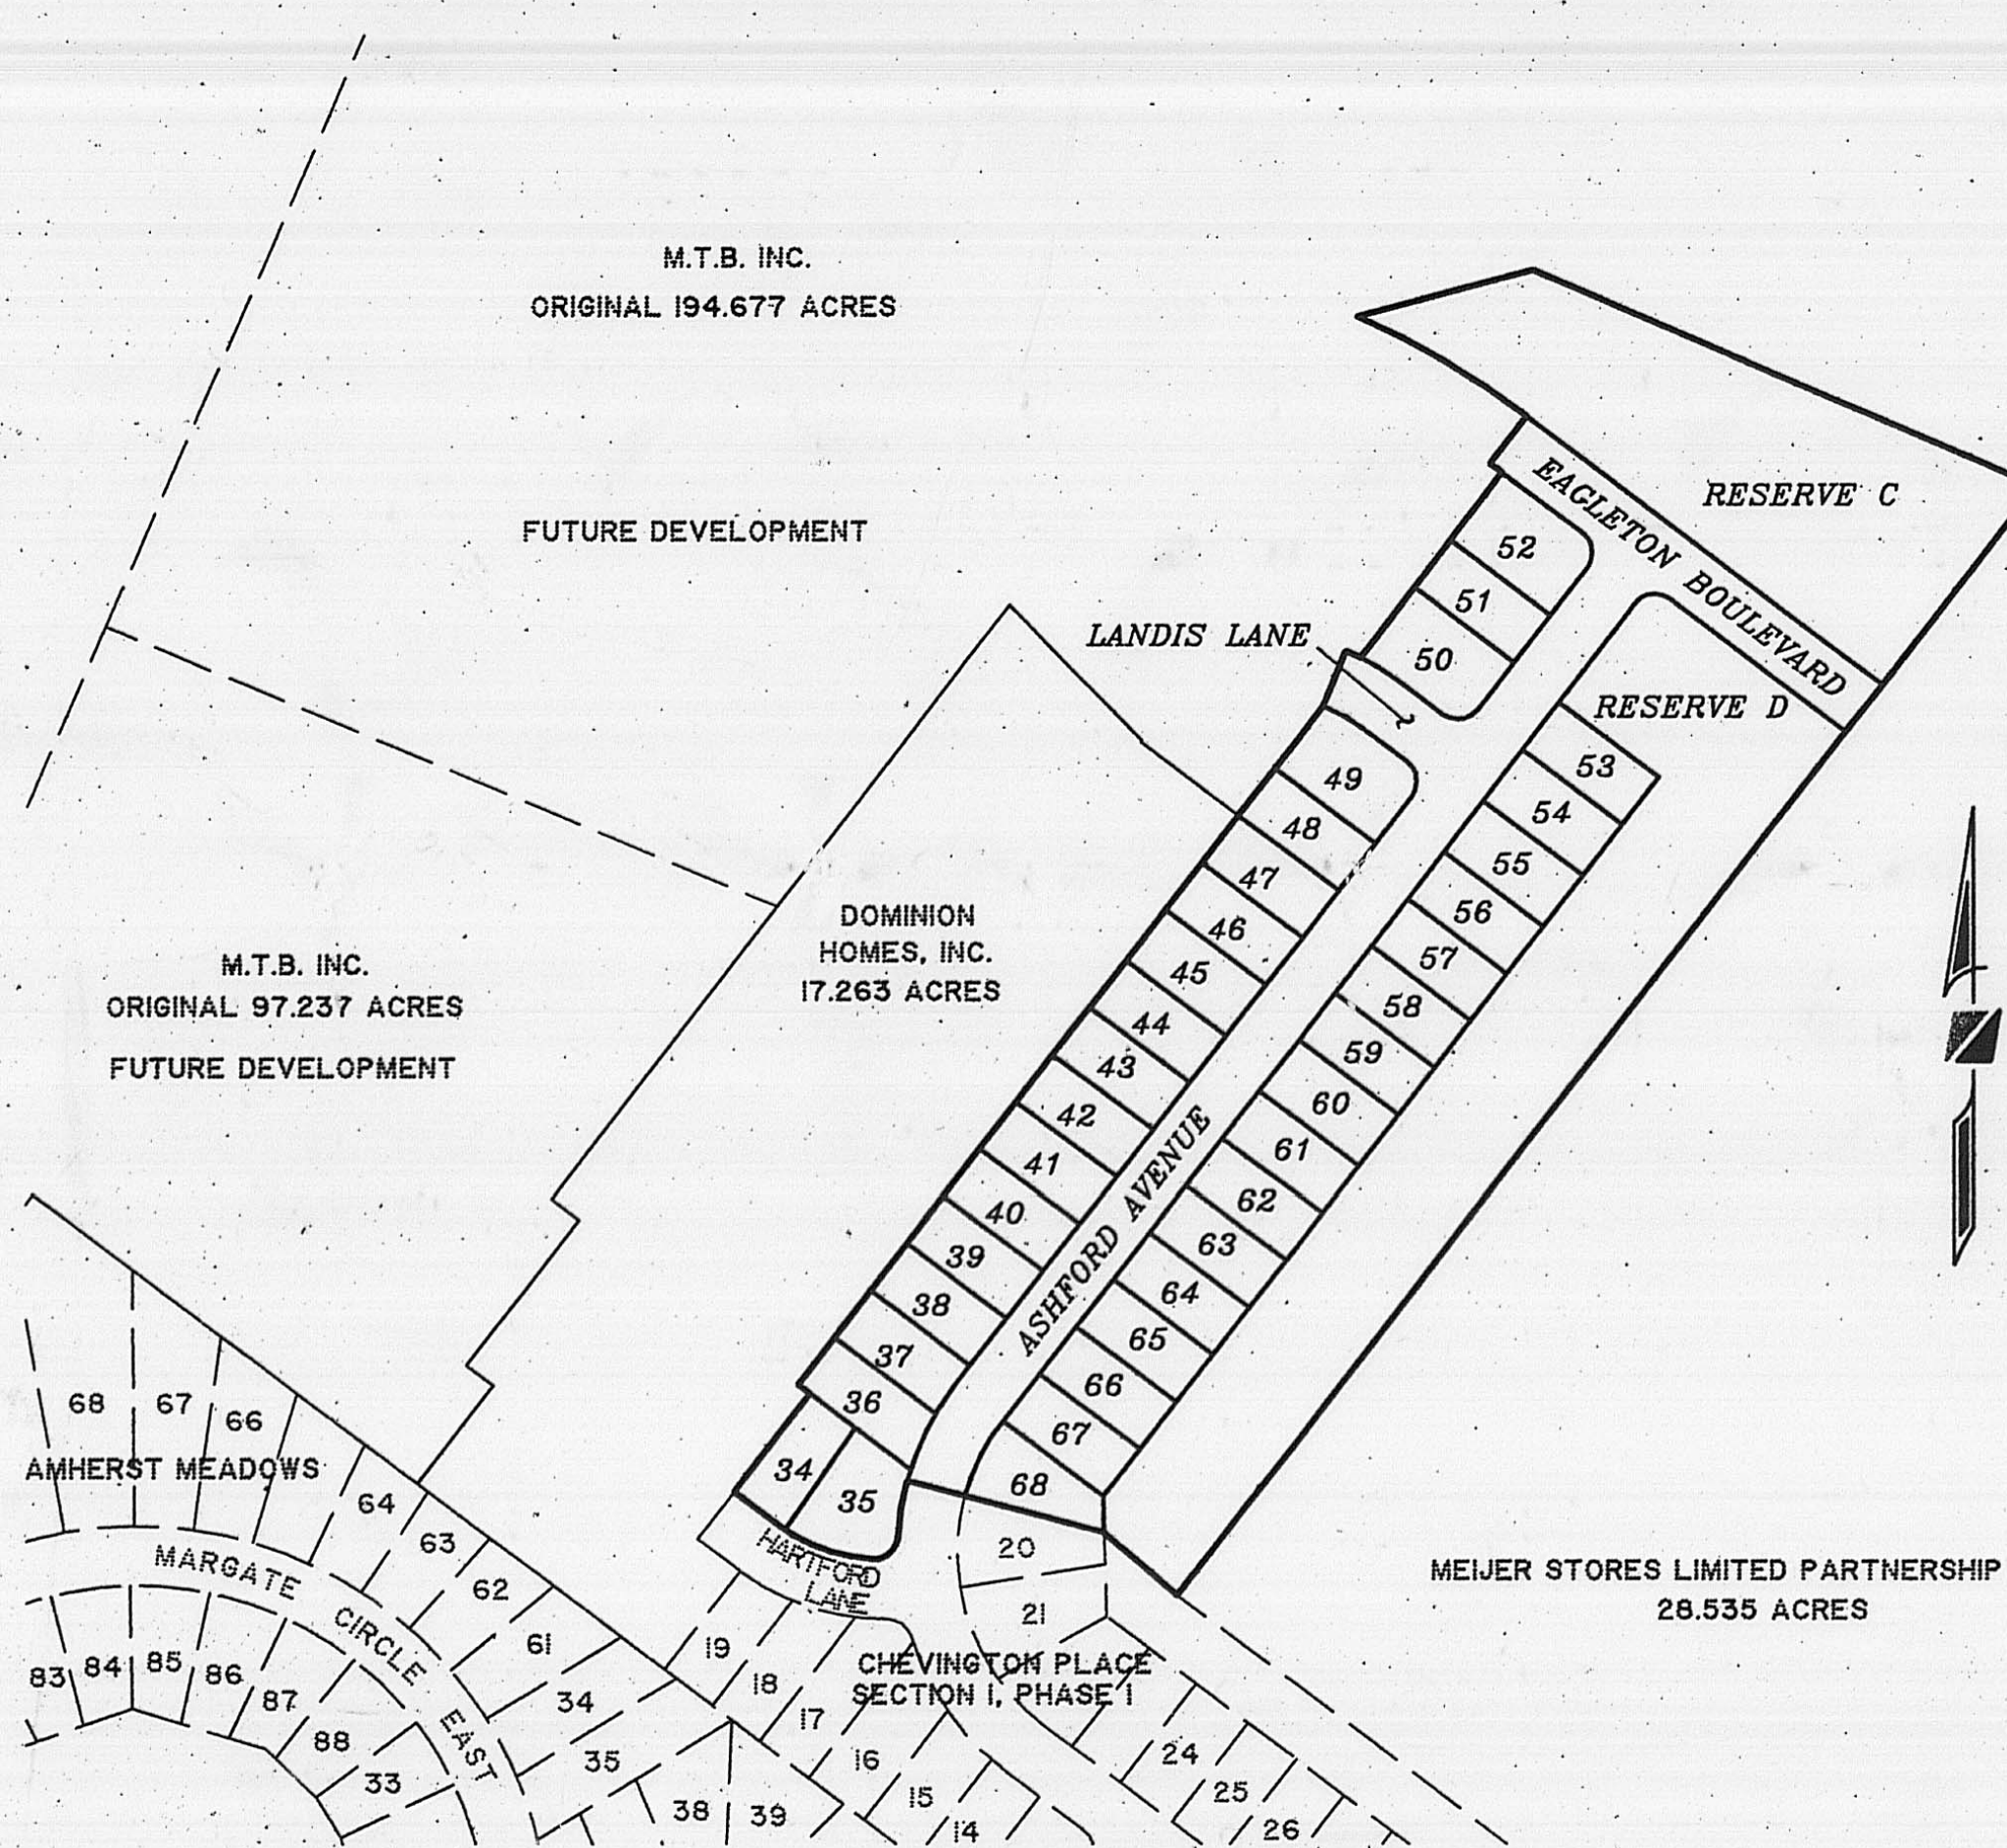 M.T.B. INC.
ORIGINAL 194.677 ACRES
FUTURE DEVELOPMENT
RESERVE C
EAGLETON BOULEVARD
52
51
50
LANDIS LANE
RESERVE D
49
48
47
46
45
44
43
42
41
40
39
38
37
36
34
35
53
54
55
56
57
58
59
60
61
62
63
64
65
66
67
68
ASHFORD AVENUE
DOMINION
HOMES, INC.
17.263 ACRES
M.T.B. INC.
ORIGINAL 97.237 ACRES
FUTURE DEVELOPMENT
68
67
66
AMHERST MEADOWS
64
63
62
61
34
35
38
39
MARGATE CIRCLE EAST
83
84
85
86
87
88
33
HARTFORD
LANE
20
21
19
18
17
16
15
14
CHEVINGTON PLACE
SECTION I, PHASE I
24
25
26
MEIJER STORES LIMITED PARTNERSHIP
28.535 ACRES